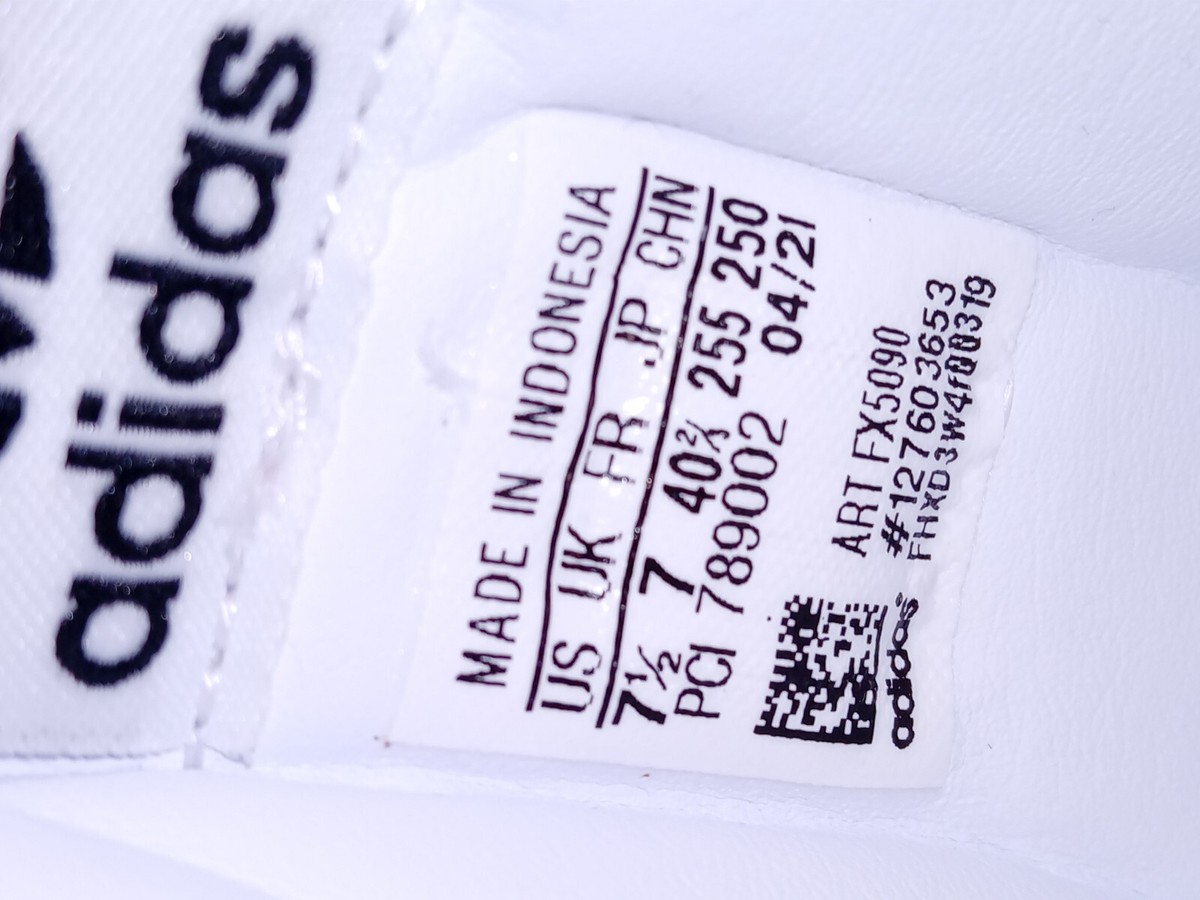 adidas
MADE IN INDONESIA
US UK FR JP CHN
7½ 7 40⅔ 255 250
PCI 789002 04/21
ART FX5090
#127603653
adidas